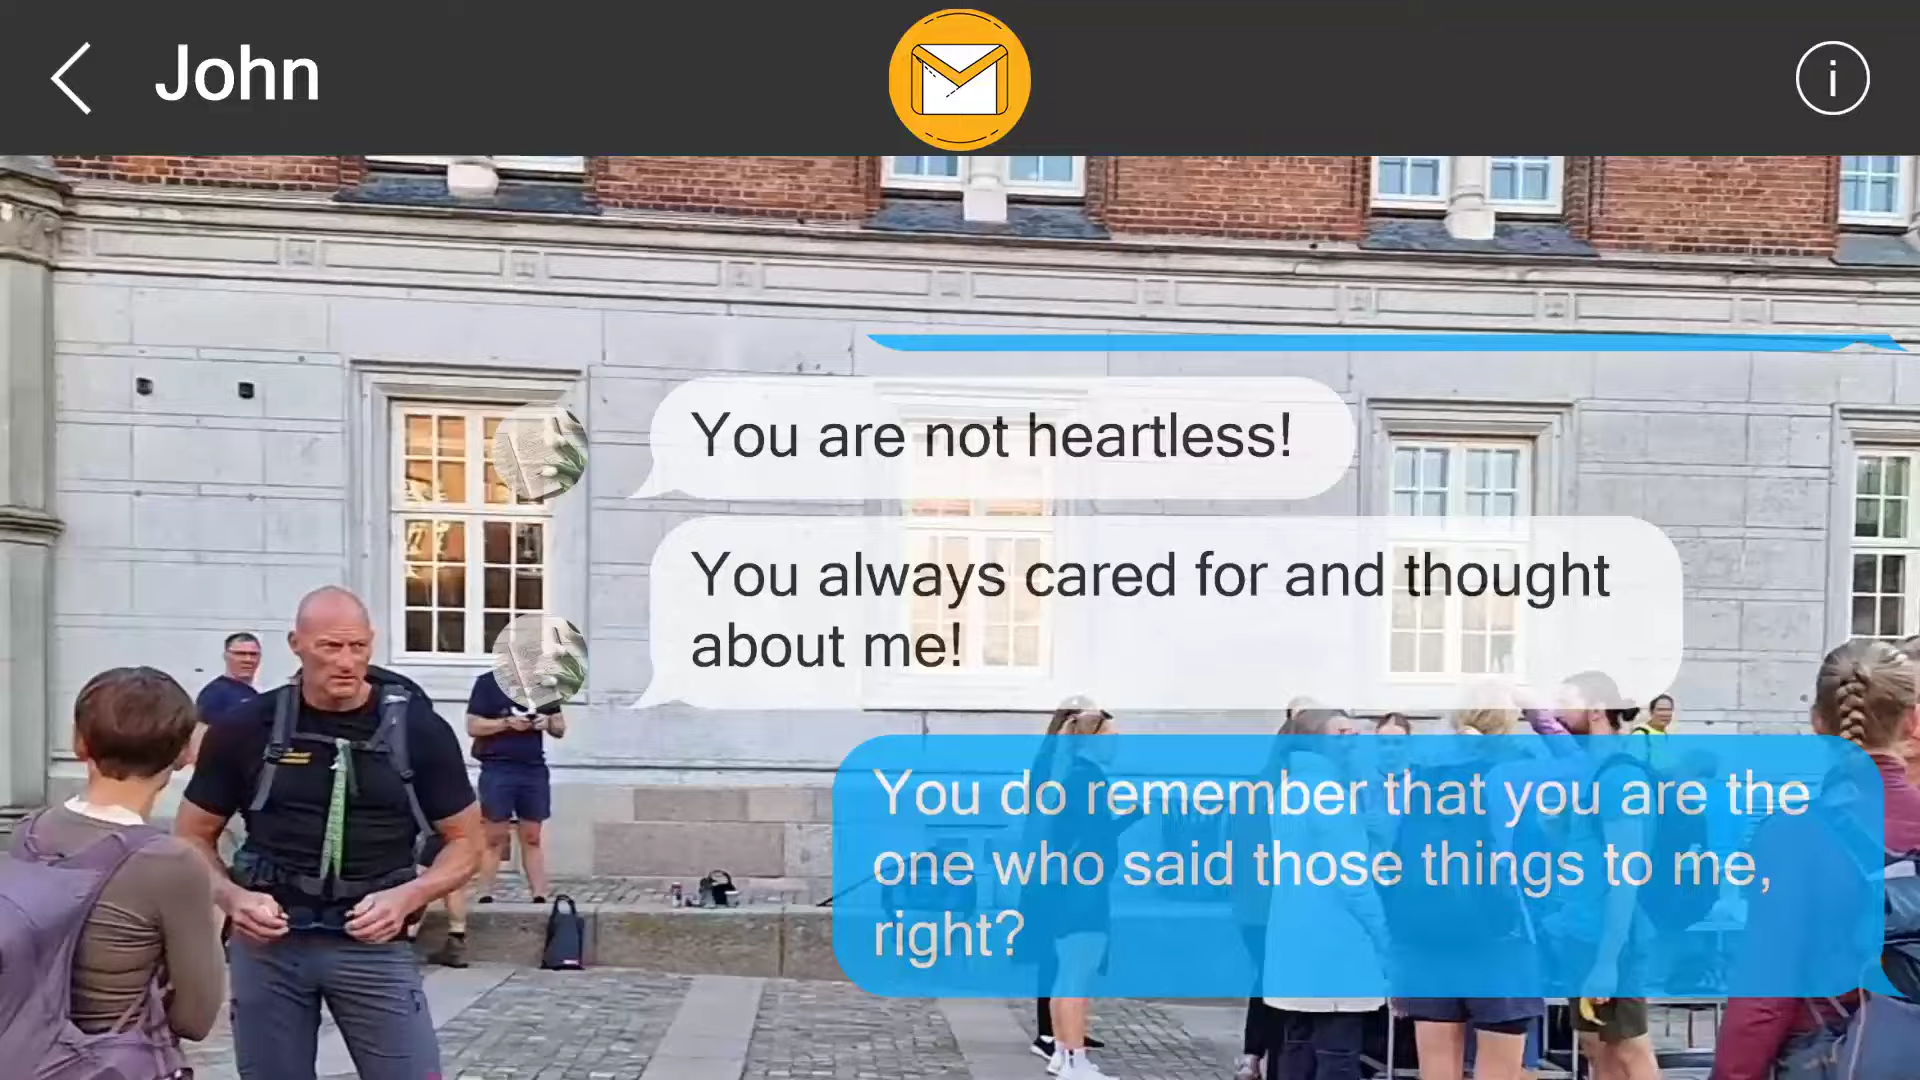 John
i
You are not heartless!
You always cared for and thought
about me!
You do remember that you are the
one who said those things to me,
right?